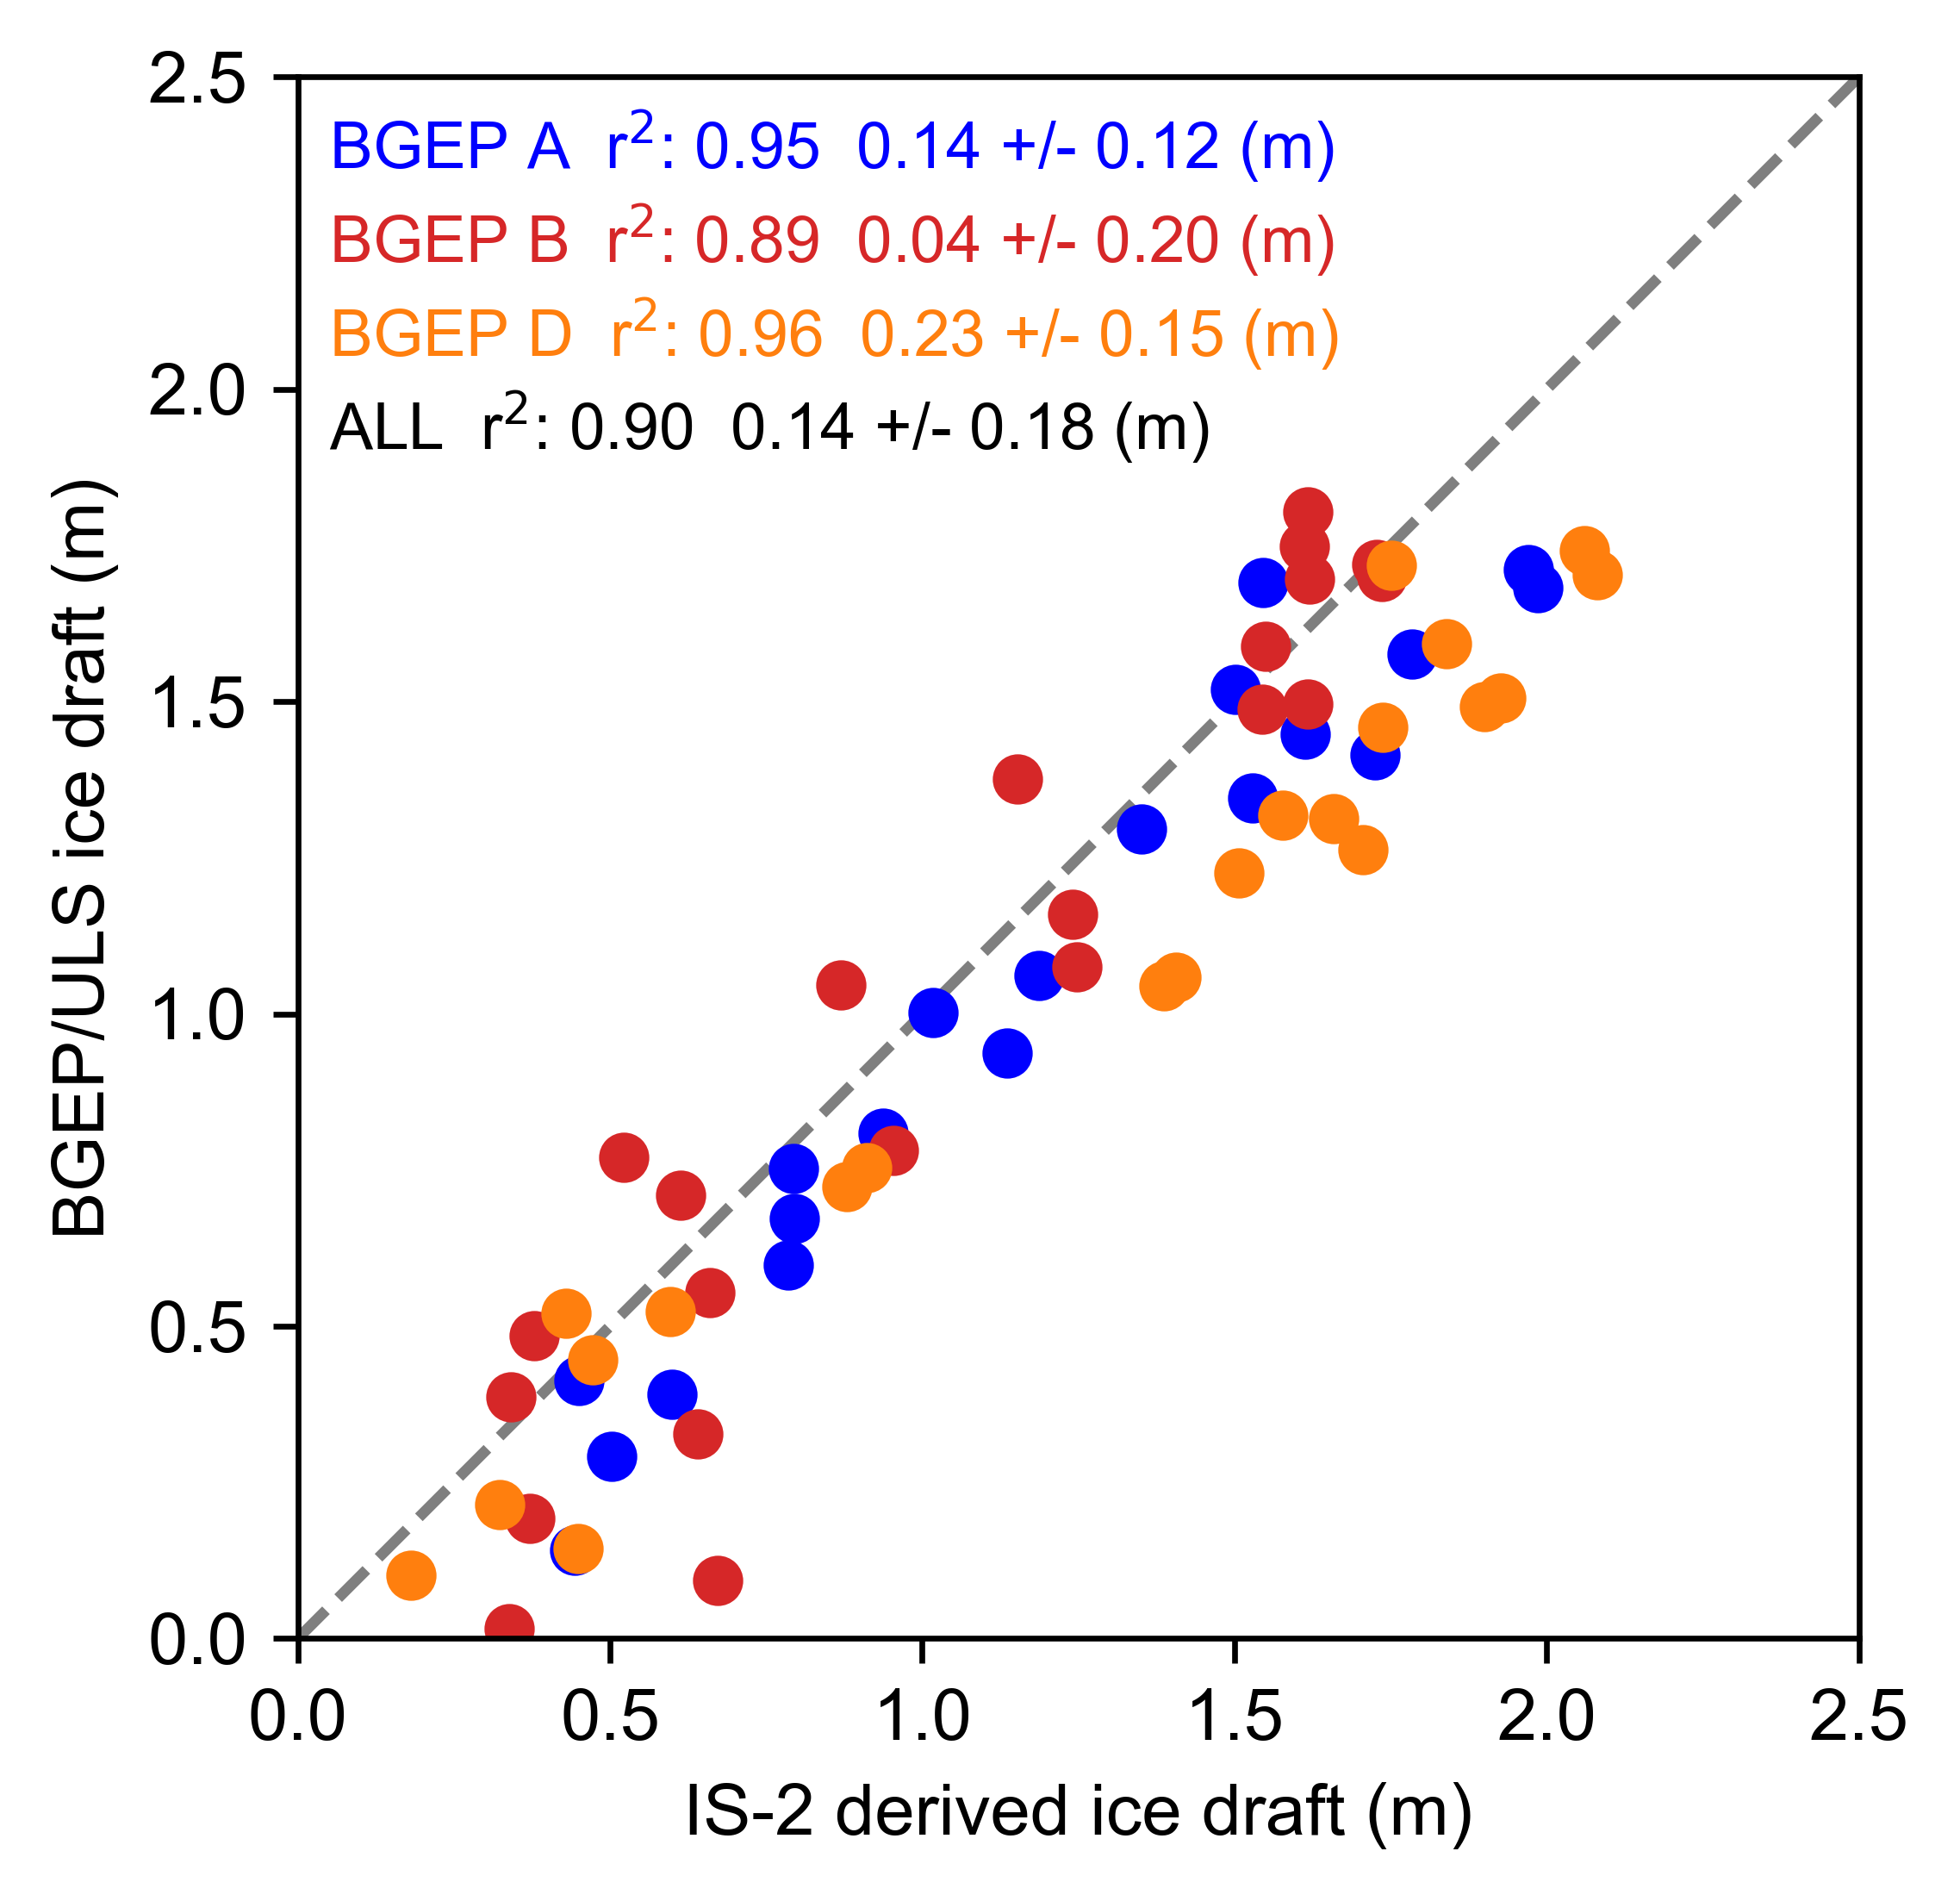 BGEP A r²: 0.95 0.14 +/- 0.12 (m)
BGEP B r²: 0.89 0.04 +/- 0.20 (m)
BGEP D r²: 0.96 0.23 +/- 0.15 (m)
ALL r²: 0.90 0.14 +/- 0.18 (m)
BGEP/ULS ice draft (m)
2.5
2.0
1.5
1.0
0.5
0.0
0.0 0.5 1.0 1.5 2.0 2.5
IS-2 derived ice draft (m)